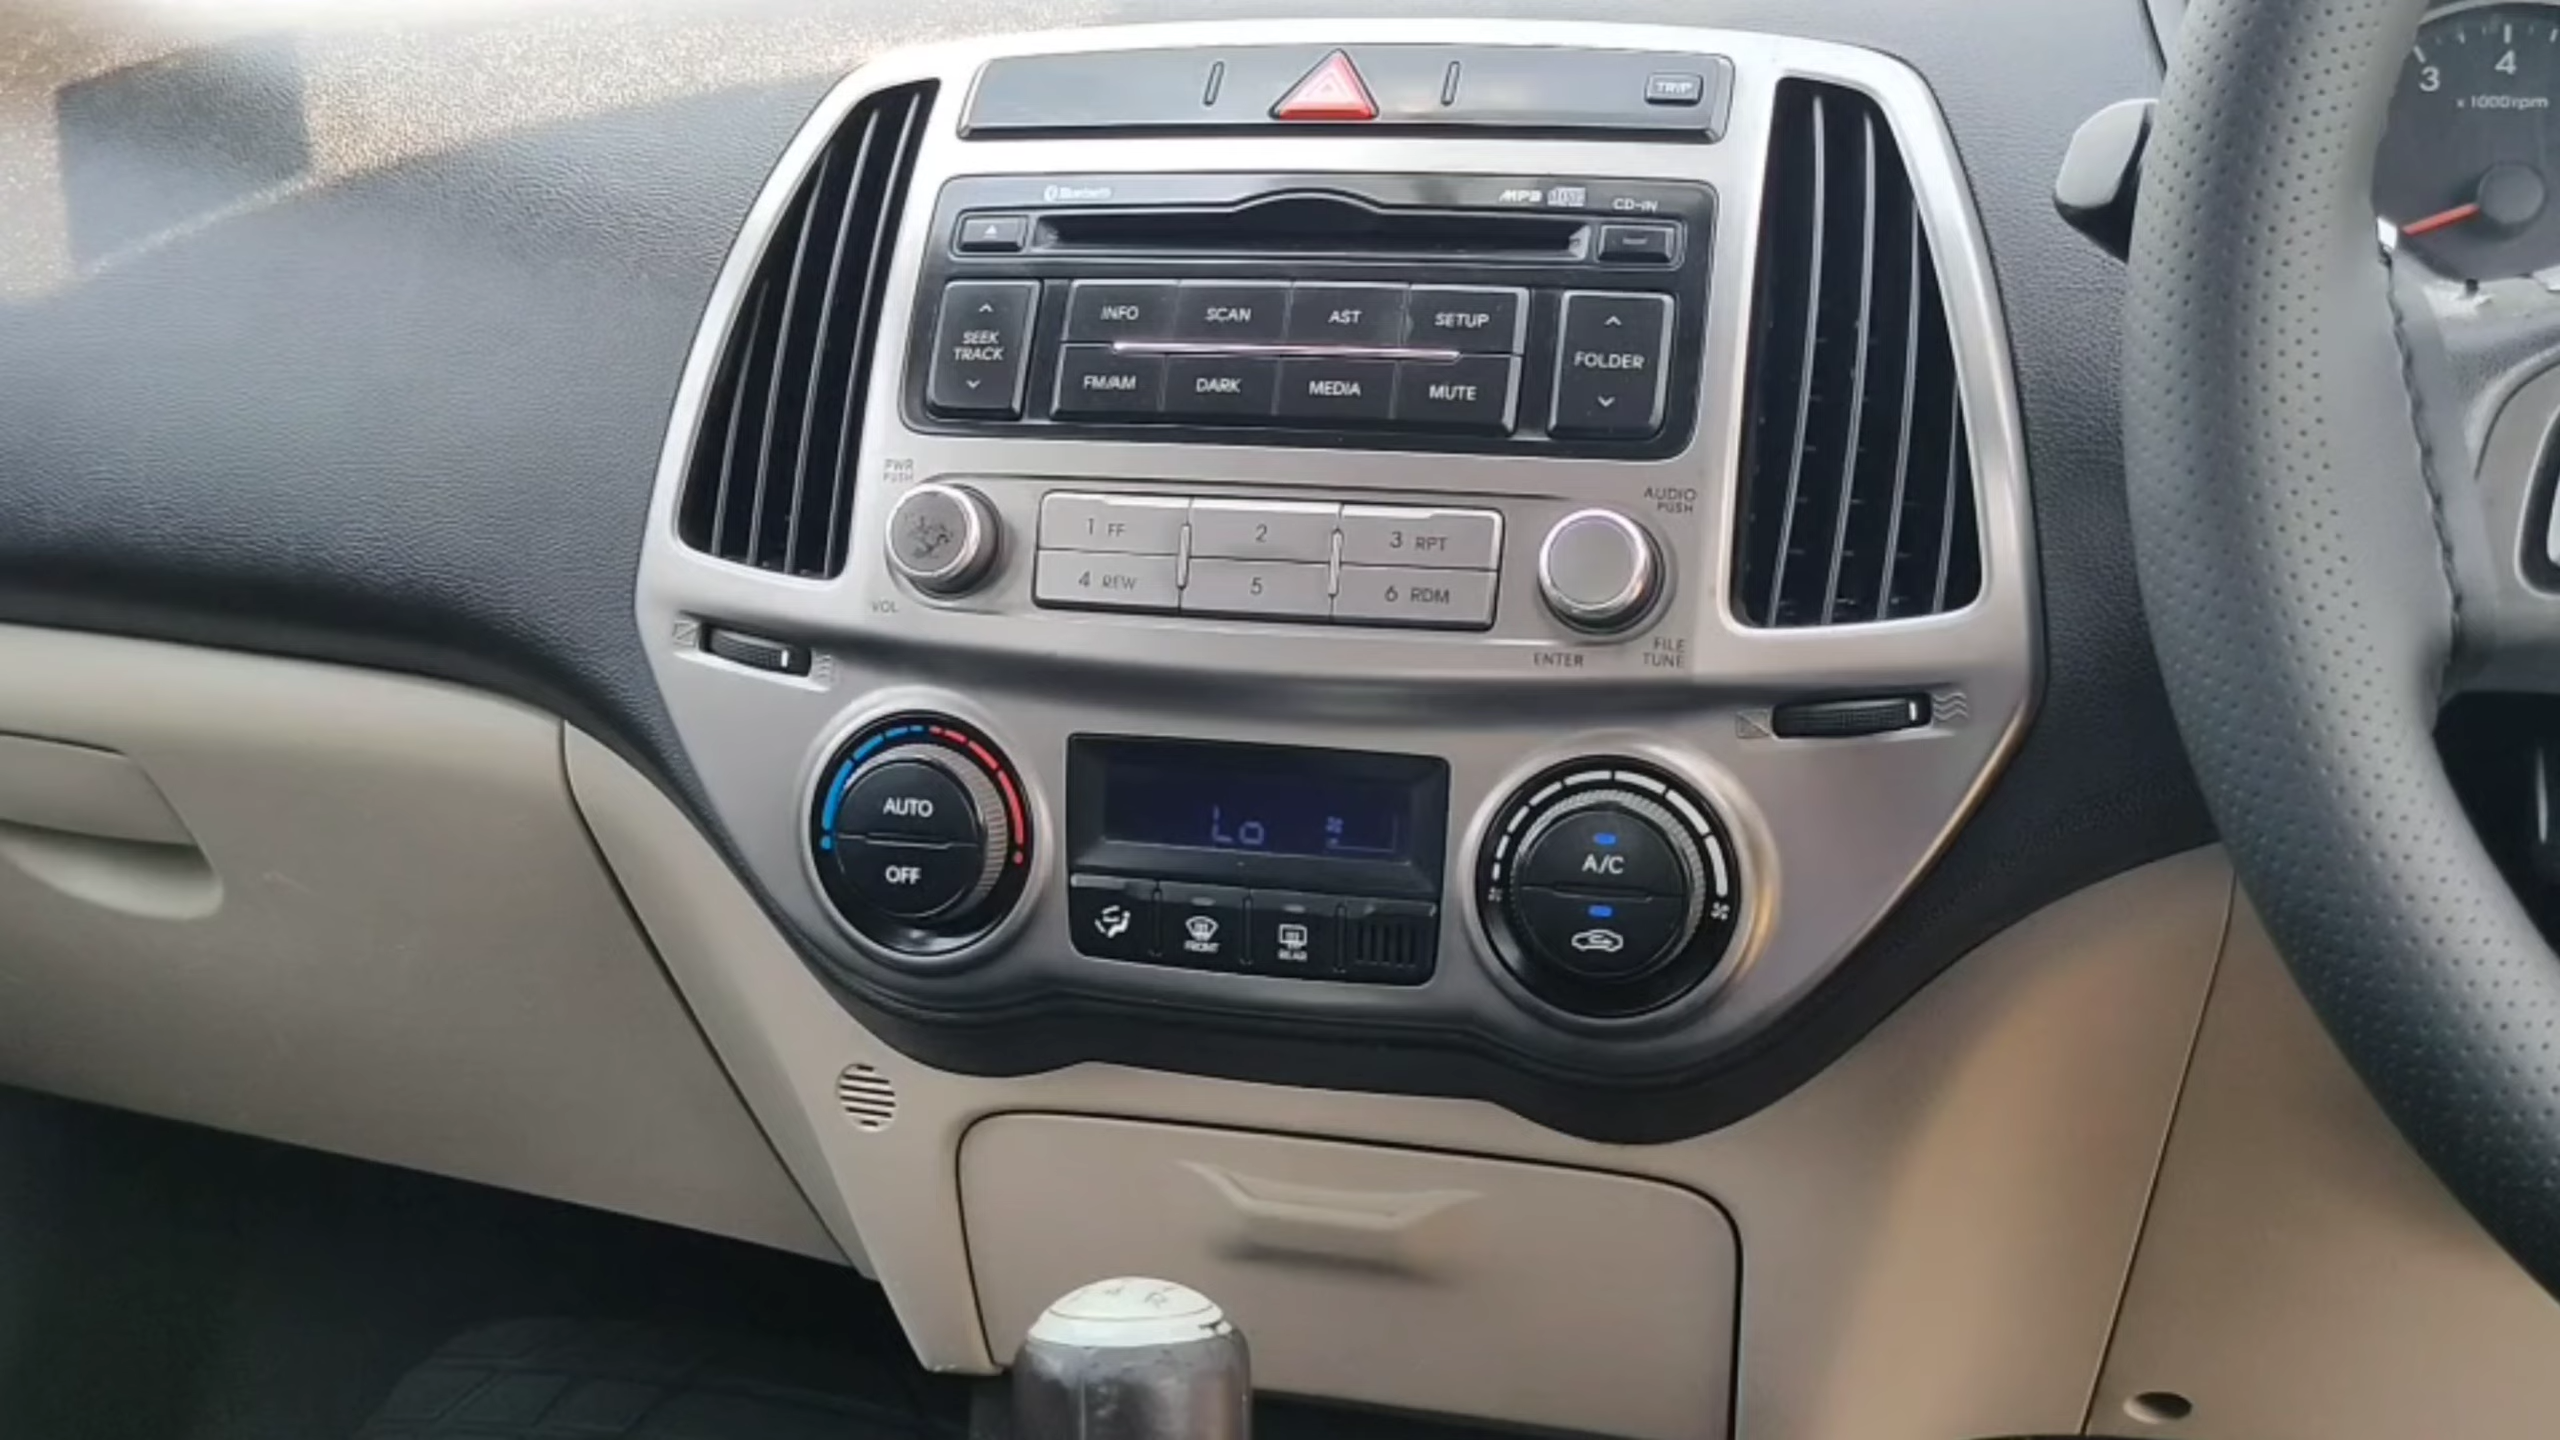 3 4
x 1000rpm
TRIP
Bluetooth
MP3
CD-IN
SEEK
TRACK
INFO SCAN AST SETUP
FM/AM DARK MEDIA MUTE
FOLDER
PWR
PUSH
VOL
1 FF 2 3 RPT
4 REW 5 6 RDM
AUDIO
PUSH
ENTER
FILE
TUNE
AUTO
OFF
Lo
FRONT
REAR
A/C